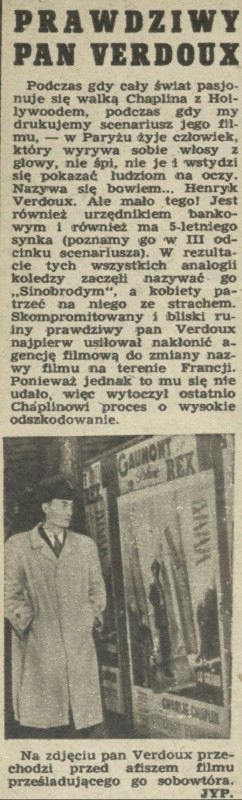 PRAWDZIWY
PAN VERDOUX
Podczas gdy cały świat pasjo-
nuje się walką Chaplina z Hol-
lywoodem, podczas gdy my
drukujemy scenariusz jego fil-
mu, — w Paryżu żyje człowiek,
który wyrywa sobie włosy z
głowy, nie śpi, nie je i wstydzi
się pokazać ludziom na oczy.
Nazywa się bowiem... Henryk
Verdoux. Ale mało tego! Jest
również urzędnikiem banko-
wym i również ma 5-letniego
synka (poznamy go w III od-
cinku scenariusza). W rezulta-
cie tych wszystkich analogii
koledzy zaczęli nazywać go
„Sinobrodym", a kobiety pa-
trzeć na niego ze strachem.
Skompromitowany i bliski ru-
iny prawdziwy pan Verdoux
najpierw usiłował nakłonić a-
gencję filmową do zmiany naz-
wy filmu na terenie Francji.
Ponieważ jednak to mu się nie
udało, więc wytoczył ostatnio
Chaplinowi proces o wysokie
odszkodowanie.
GAUMONT
REX
REX
CHARLIE CHAPLIN
Na zdjęciu pan Verdoux prze-
chodzi przed afiszem filmu
prześladującego go sobowtóra.
JYP.